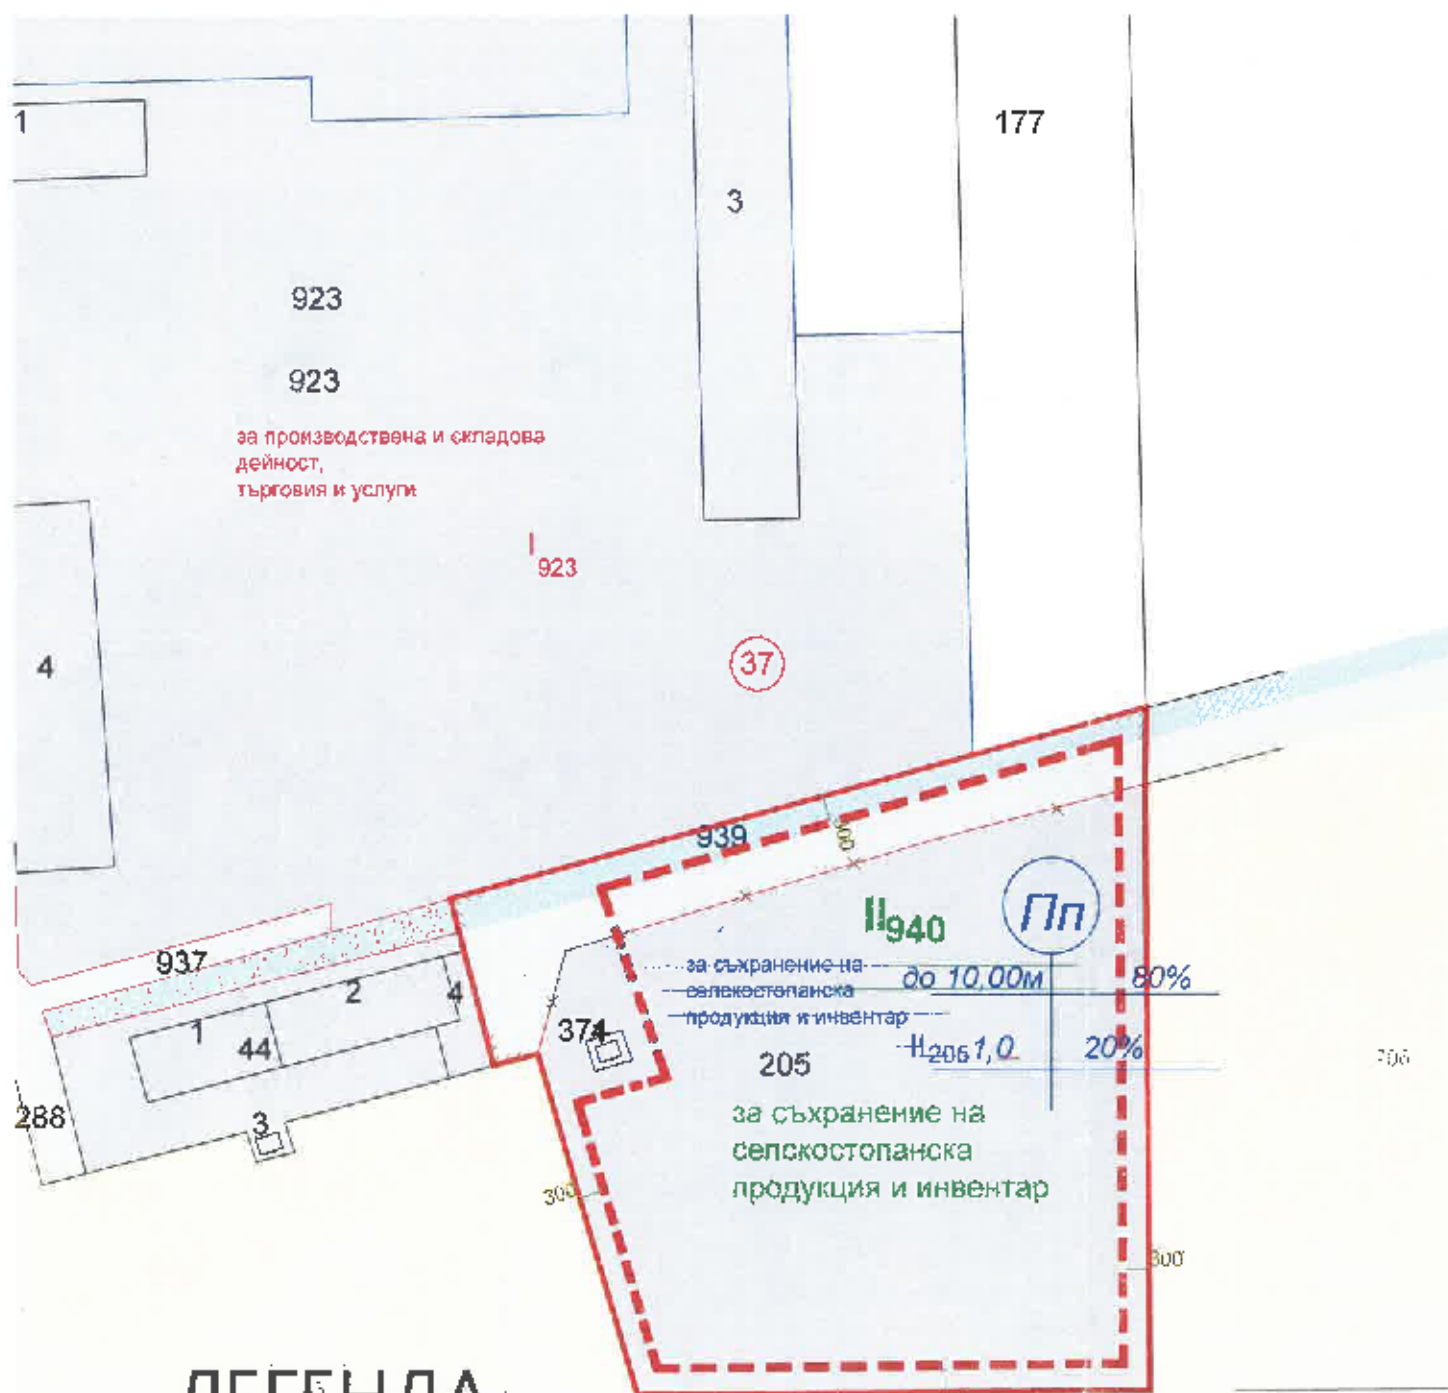 1
177
3
923
923
за производствена и складова
дейност,
търговия и услуги
I 923
37
4
939
300
II940
Пп
937
за съхранение на
селскостопанска
продукция и инвентар
до 10,00м
80%
2
4
1
44
374
205
II205
1,0
20%
288
3
за съхранение на
селскостопанска
продукция и инвентар
300
300
ЛЕГЕНДА